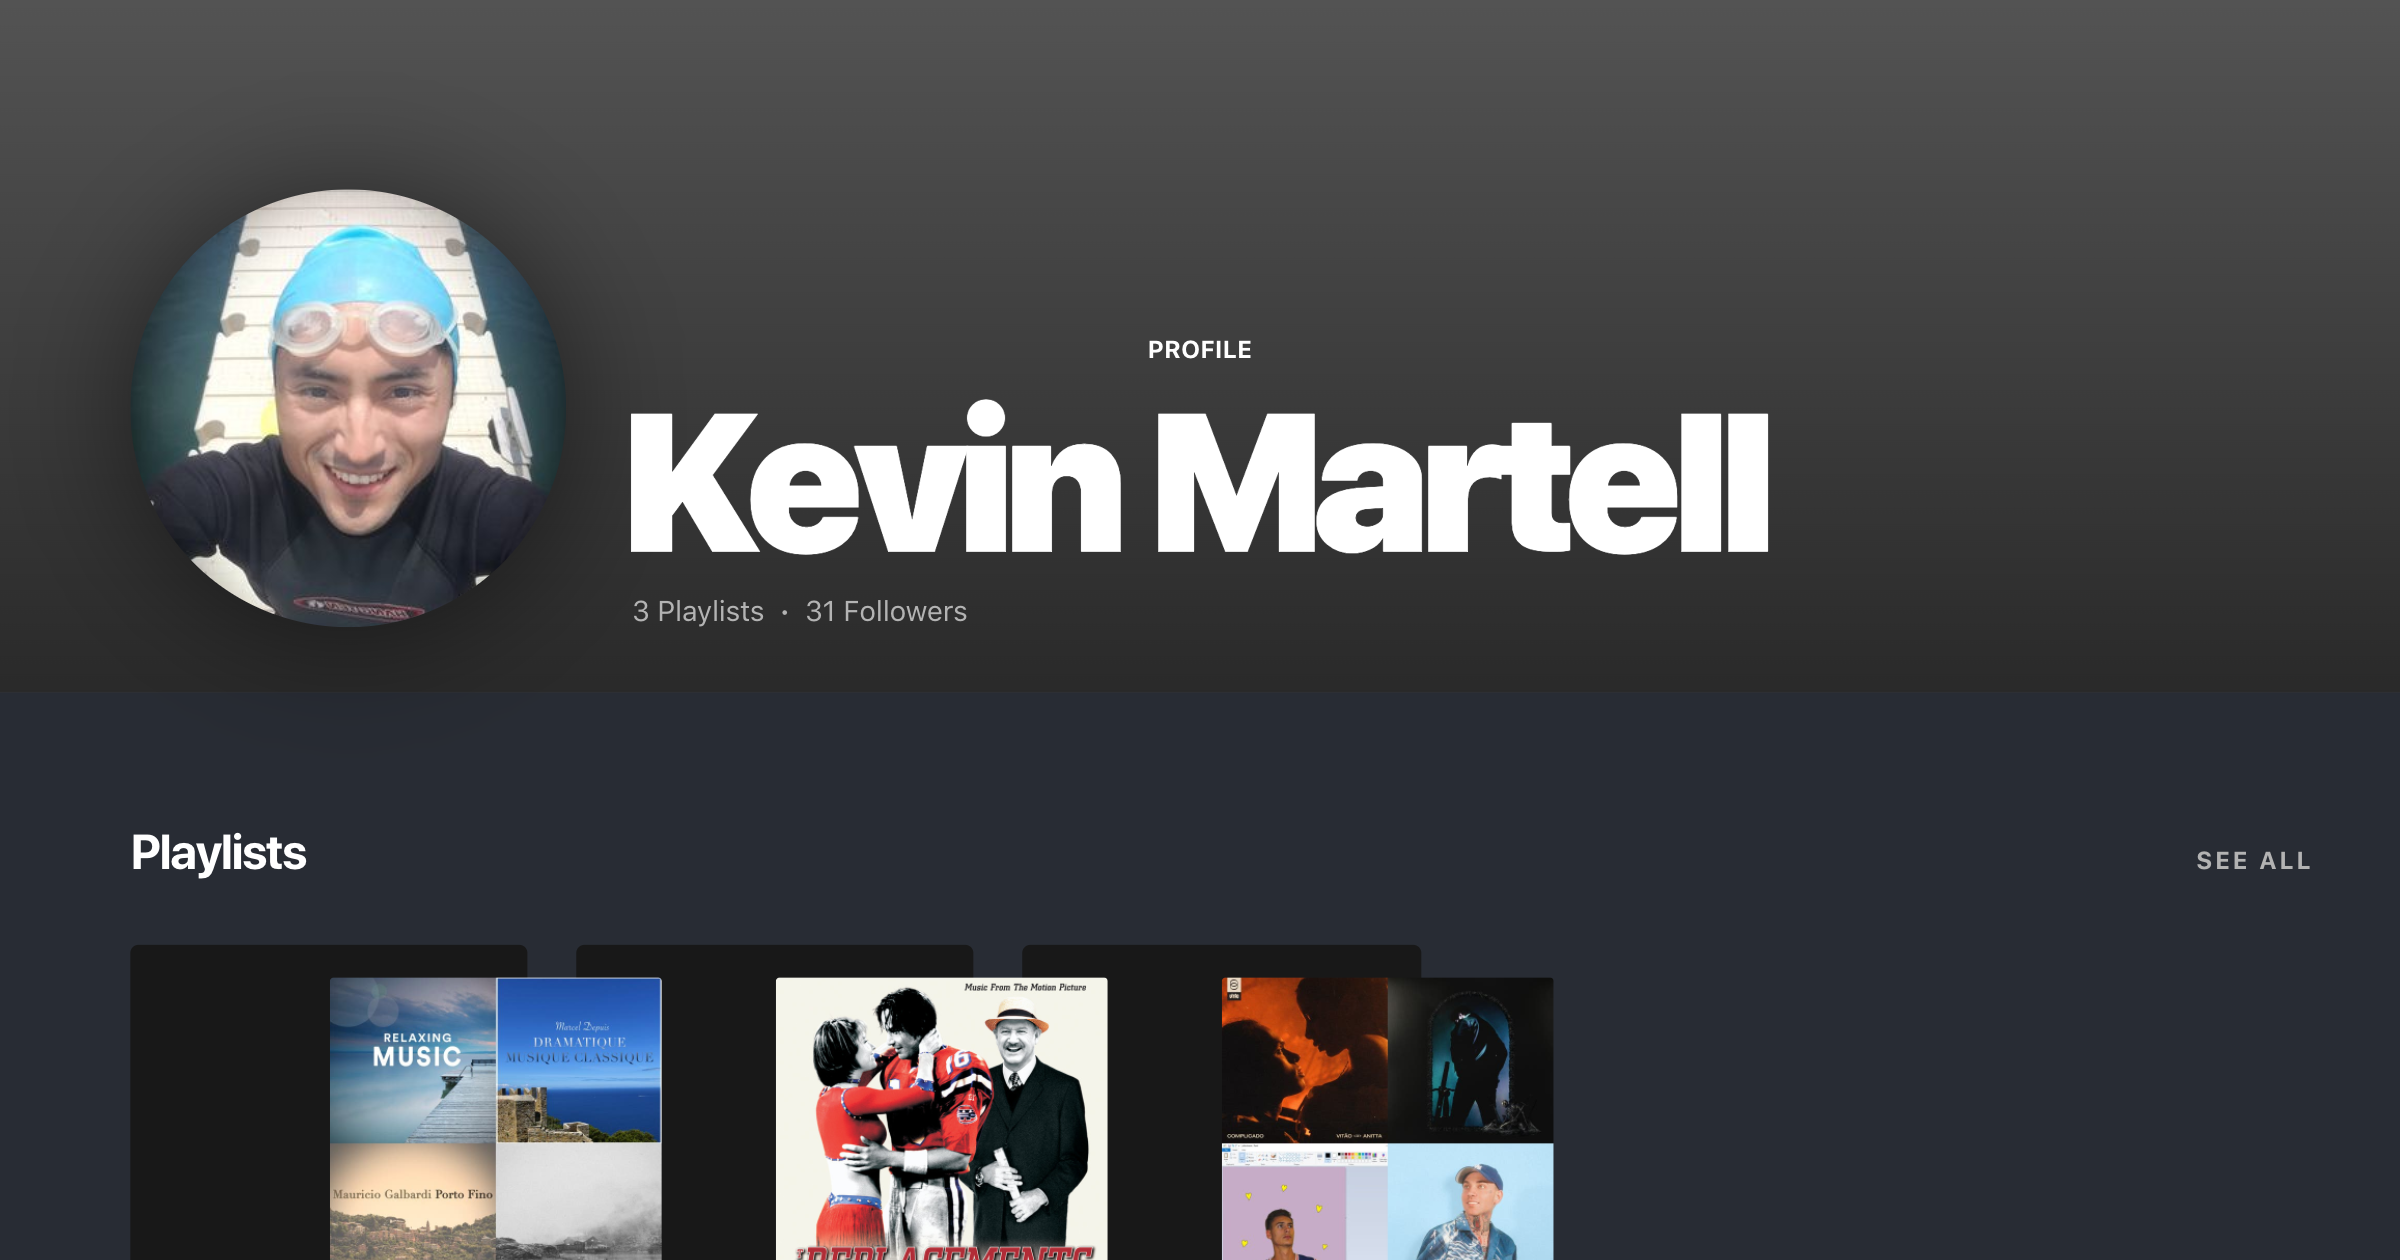 PROFILE
Kevin Martell
3 Playlists • 31 Followers
Playlists
SEE ALL
RELAXING
MUSIC
Marcel Depuis
DRAMATIQUE
MUSIQUE CLASSIQUE
Mauricio Galbardi Porto Fino
Music From The Motion Picture
THE REPLACEMENTS
COMPLICADO
VITÃO ANITTA